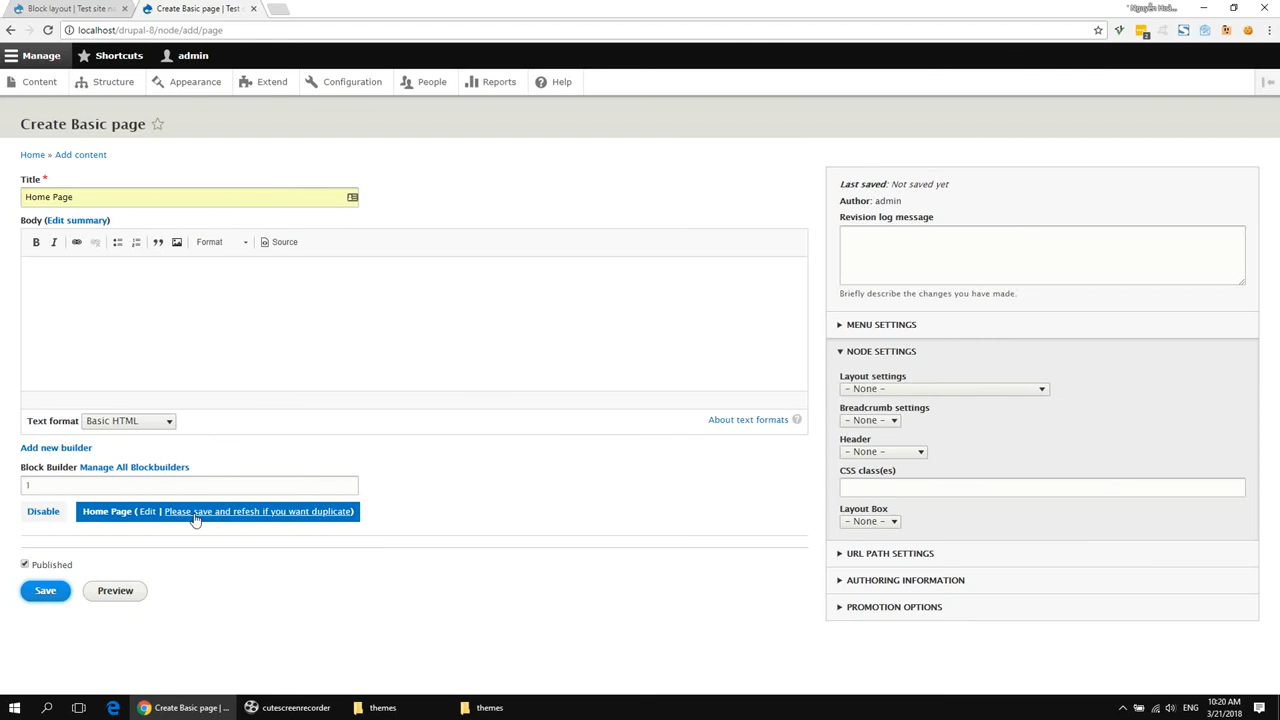 Block layout | Test site na
Create Basic page | Test
localhost/drupal-8/node/add/page
2
Manage
Shortcuts
admin
Content
Structure
Appearance
Extend
Configuration
People
Reports
Help
Create Basic page
Home » Add content
Title *
Home Page
Body (Edit summary)
Format
Source
Text format
Basic HTML
About text formats
Add new builder
Block Builder Manage All Blockbuilders
1
Disable
Home Page ( Edit | Please save and refesh if you want duplicate)
Published
Save
Preview
Last saved: Not saved yet
Author: admin
Revision log message
Briefly describe the changes you have made.
MENU SETTINGS
NODE SETTINGS
Layout settings
- None -
Breadcrumb settings
- None -
Header
- None -
CSS class(es)
Layout Box
- None -
URL PATH SETTINGS
AUTHORING INFORMATION
PROMOTION OPTIONS
Create Basic page | ...
cutescreenrecorder
themes
themes
ENG
10:20 AM
3/21/2018